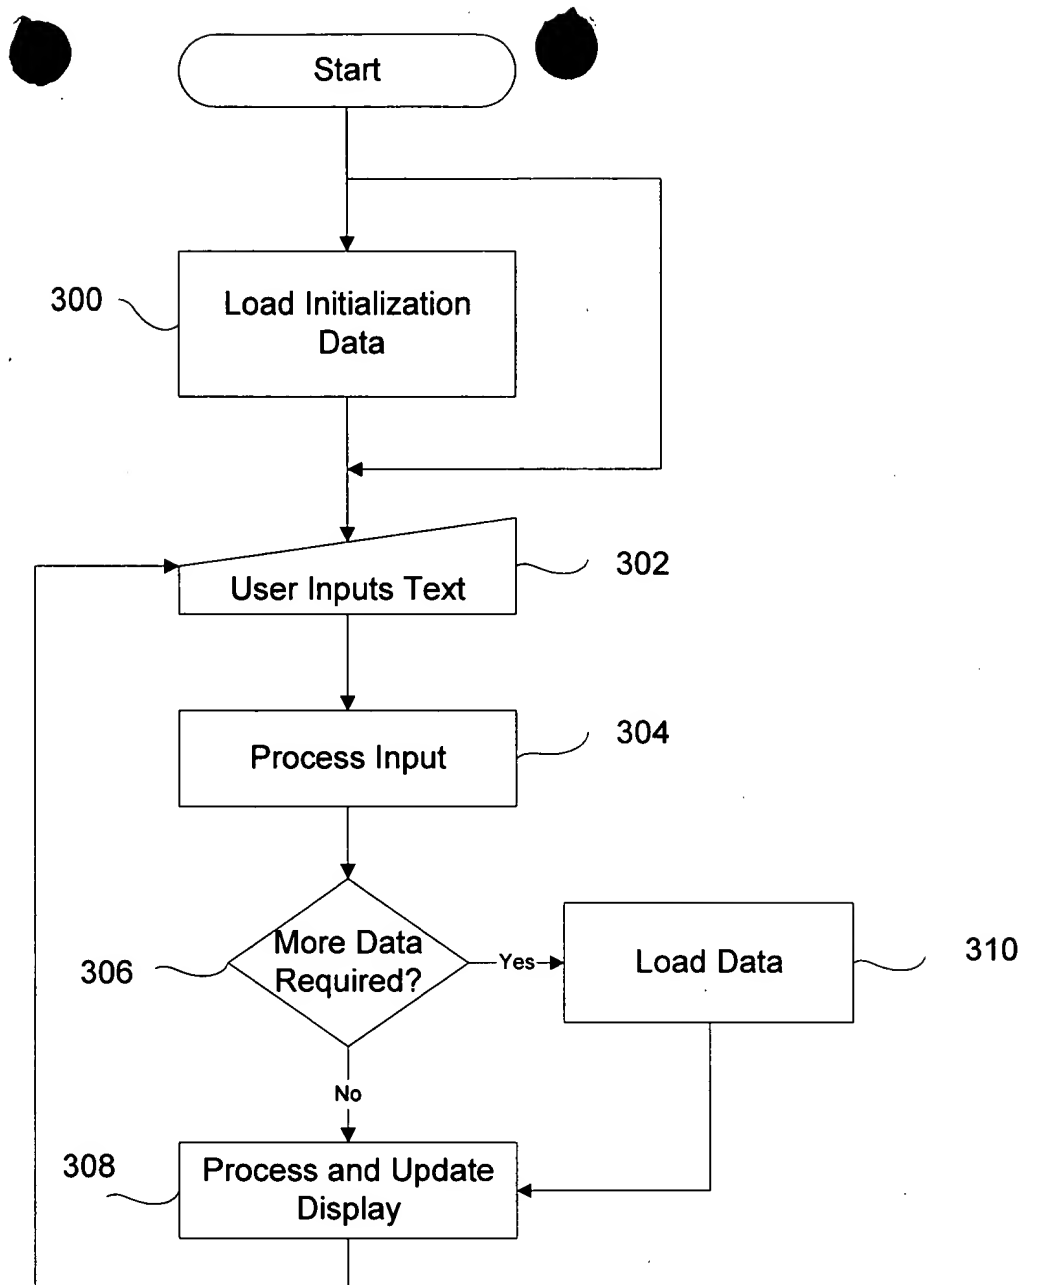 Start
300
Load Initialization
Data
302
User Inputs Text
304
Process Input
306
More Data
Required?
Yes
Load Data
310
No
308
Process and Update
Display